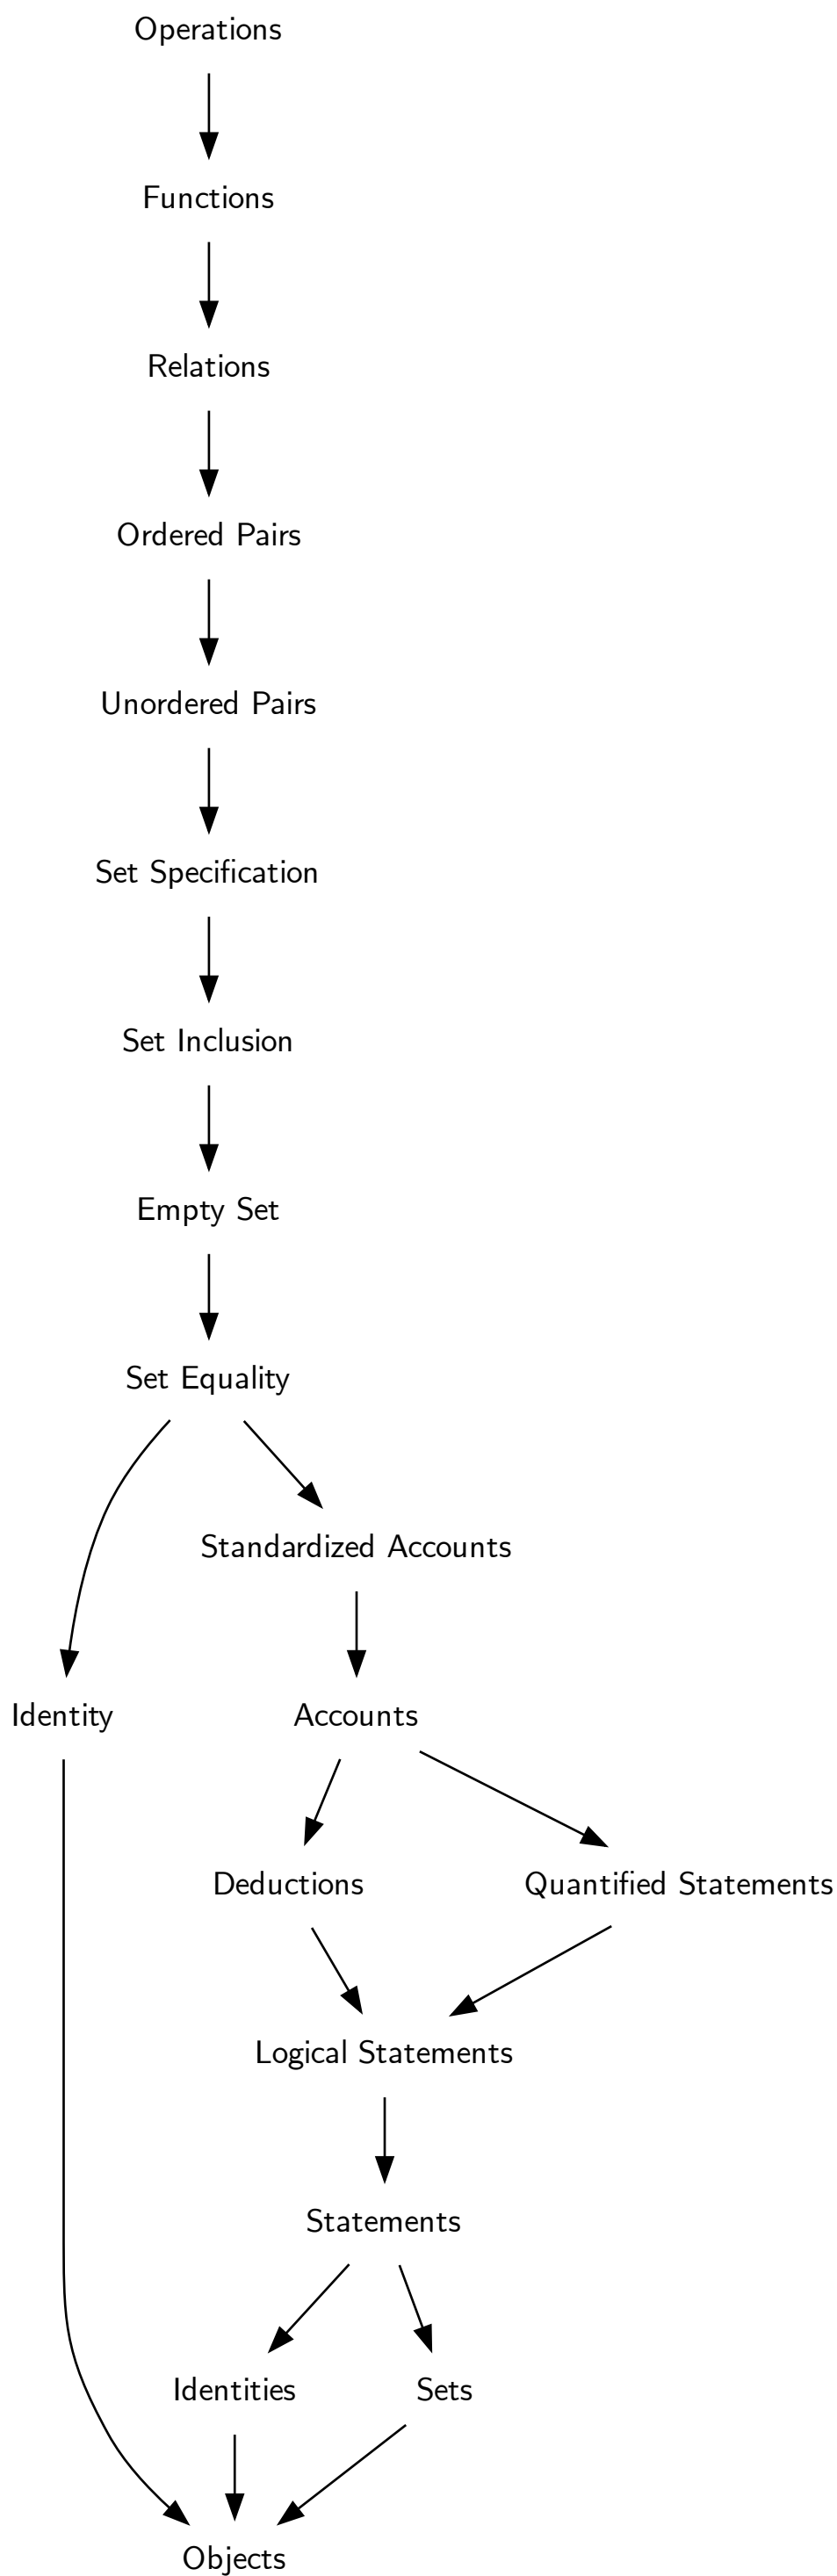 Operations
Functions
Relations
Ordered Pairs
Unordered Pairs
Set Specification
Set Inclusion
Empty Set
Set Equality
Standardized Accounts
Identity
Accounts
Deductions
Quantified Statements
Logical Statements
Statements
Identities
Sets
Objects